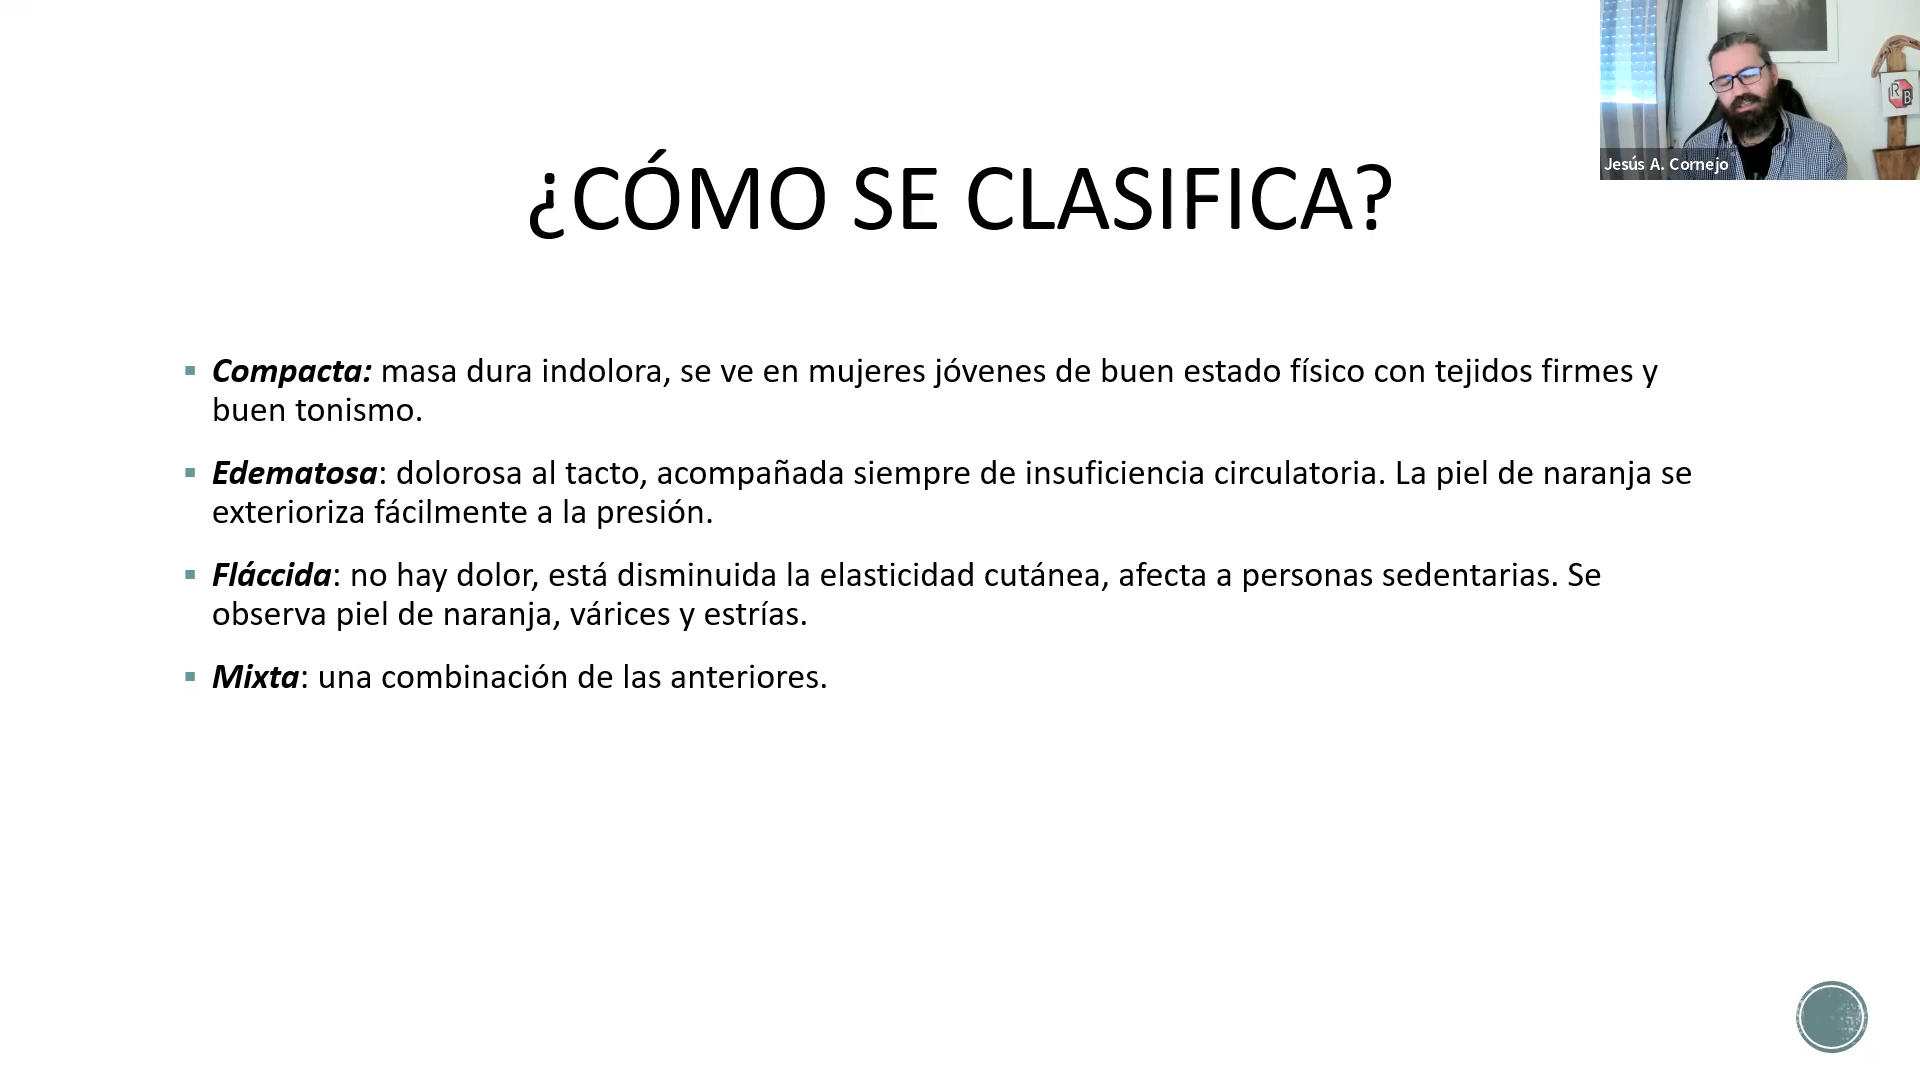 ¿CÓMO SE CLASIFICA?
Jesús A. Cornejo
R
B
Compacta: masa dura indolora, se ve en mujeres jóvenes de buen estado físico con tejidos firmes y
buen tonismo.
Edematosa: dolorosa al tacto, acompañada siempre de insuficiencia circulatoria. La piel de naranja se
exterioriza fácilmente a la presión.
Fláccida: no hay dolor, está disminuida la elasticidad cutánea, afecta a personas sedentarias. Se
observa piel de naranja, várices y estrías.
Mixta: una combinación de las anteriores.